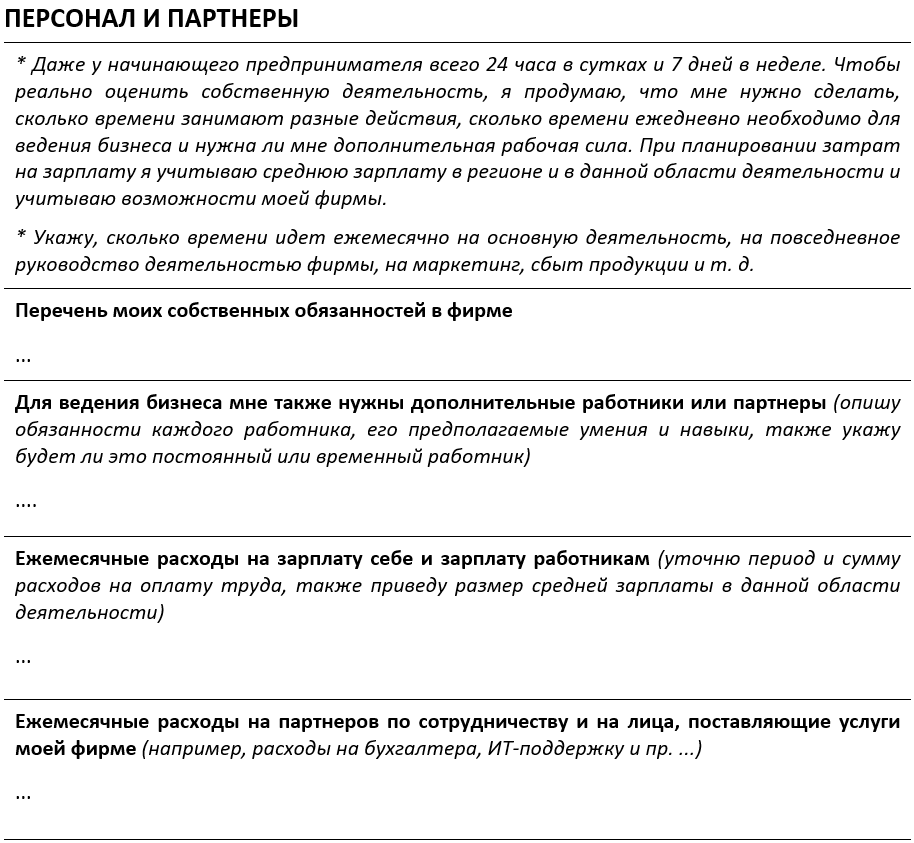 ПЕРСОНАЛ И ПАРТНЕРЫ
* Даже у начинающего предпринимателя всего 24 часа в сутках и 7 дней в неделе. Чтобы
реально оценить собственную деятельность, я продумаю, что мне нужно сделать,
сколько времени занимают разные действия, сколько времени ежедневно необходимо для
ведения бизнеса и нужна ли мне дополнительная рабочая сила. При планировании затрат
на зарплату я учитываю среднюю зарплату в регионе и в данной области деятельности и
учитываю возможности моей фирмы.
* Укажу, сколько времени идет ежемесячно на основную деятельность, на повседневное
руководство деятельностью фирмы, на маркетинг, сбыт продукции и т. д.
Перечень моих собственных обязанностей в фирме
...
Для ведения бизнеса мне также нужны дополнительные работники или партнеры (опишу
обязанности каждого работника, его предполагаемые умения и навыки, также укажу
будет ли это постоянный или временный работник)
....
Ежемесячные расходы на зарплату себе и зарплату работникам (уточню период и сумму
расходов на оплату труда, также приведу размер средней зарплаты в данной области
деятельности)
...
Ежемесячные расходы на партнеров по сотрудничеству и на лица, поставляющие услуги
моей фирме (например, расходы на бухгалтера, ИТ-поддержку и пр. ...)
...